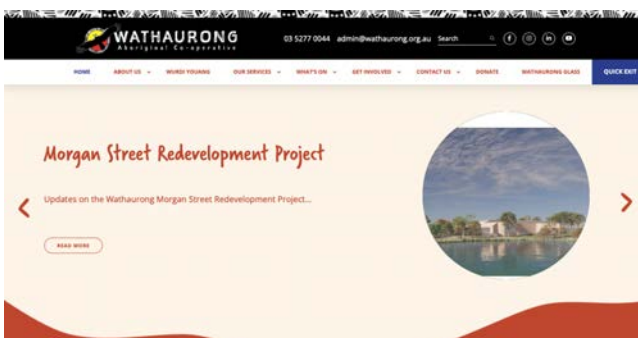 WATHAURONG
Aboriginal Co-operative
03 5277 0044 admin@wathaurong.org.au Search
HOME ABOUT US WURDI YOUANG OUR SERVICES WHAT'S ON GET INVOLVED CONTACT US DONATE WATHAURONG GLASS QUICK EXIT
Morgan Street Redevelopment Project
Updates on the Wathaurong Morgan Street Redevelopment Project...
READ MORE